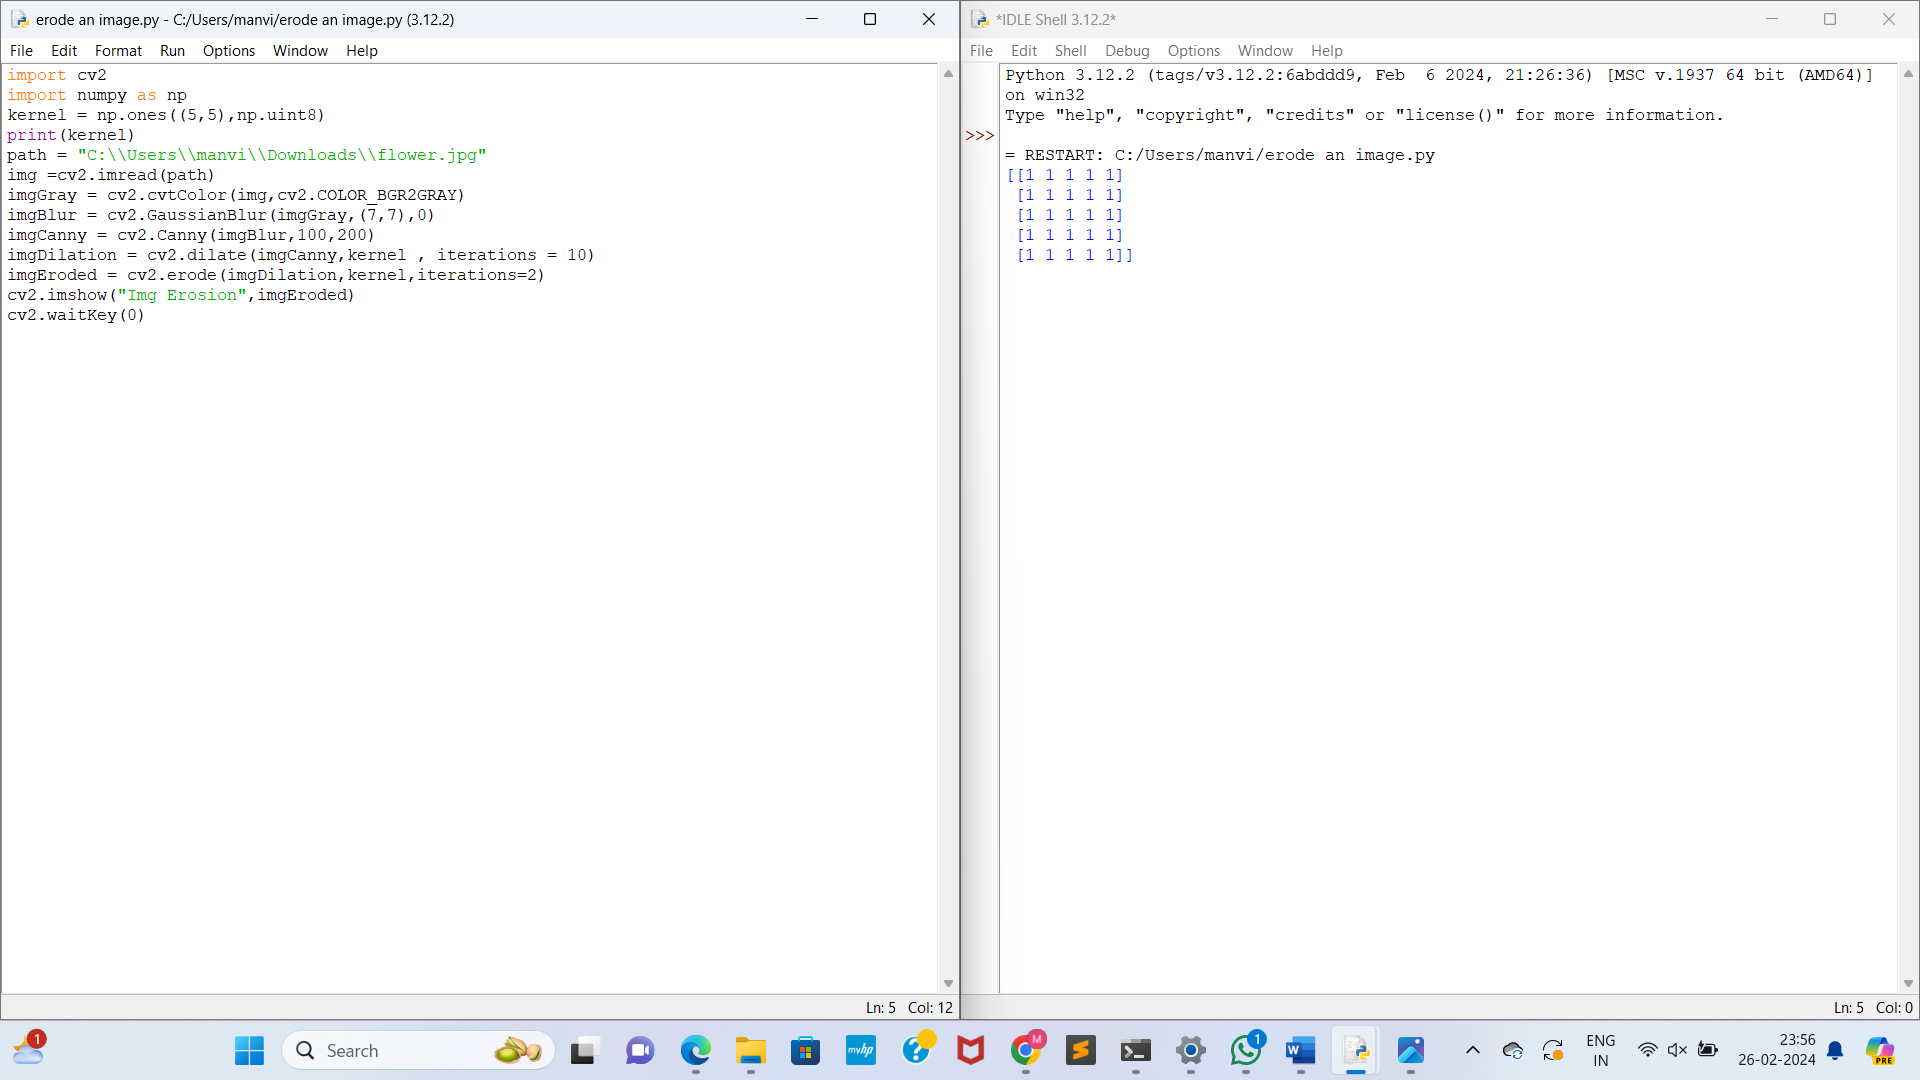 erode an image.py - C:/Users/manvi/erode an image.py (3.12.2)
File Edit Format Run Options Window Help
import cv2
import numpy as np
kernel = np.ones((5,5),np.uint8)
print(kernel)
path = "C:\\Users\\manvi\\Downloads\\flower.jpg"
img =cv2.imread(path)
imgGray = cv2.cvtColor(img,cv2.COLOR_BGR2GRAY)
imgBlur = cv2.GaussianBlur(imgGray,(7,7),0)
imgCanny = cv2.Canny(imgBlur,100,200)
imgDilation = cv2.dilate(imgCanny,kernel , iterations = 10)
imgEroded = cv2.erode(imgDilation,kernel,iterations=2)
cv2.imshow("Img Erosion",imgEroded)
cv2.waitKey(0)
Ln: 5 Col: 12
*IDLE Shell 3.12.2*
File Edit Shell Debug Options Window Help
Python 3.12.2 (tags/v3.12.2:6abddd9, Feb  6 2024, 21:26:36) [MSC v.1937 64 bit (AMD64)]
on win32
Type "help", "copyright", "credits" or "license()" for more information.
>>>
= RESTART: C:/Users/manvi/erode an image.py
[[1 1 1 1 1]
 [1 1 1 1 1]
 [1 1 1 1 1]
 [1 1 1 1 1]
 [1 1 1 1 1]]
Ln: 5 Col: 0
1
Search
myhp
?
M
S
1
W
ENG
IN
23:56
26-02-2024
PRE